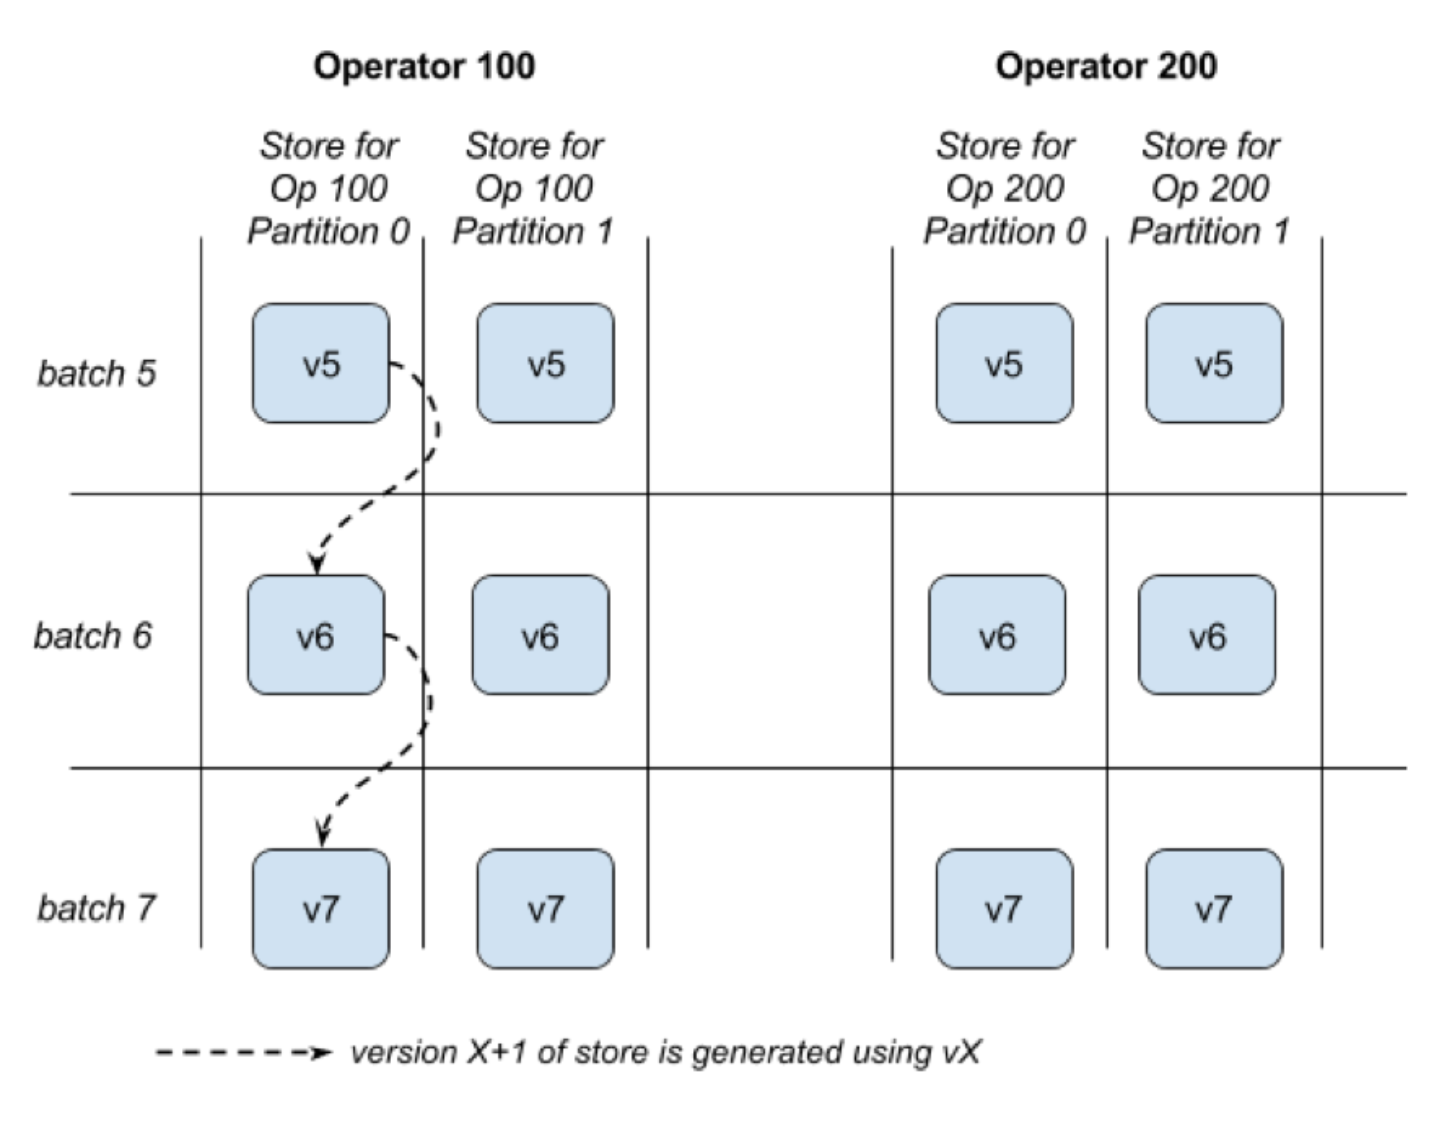 Operator 100
Operator 200
Store for
Op 100
Partition 0
Store for
Op 100
Partition 1
Store for
Op 200
Partition 0
Store for
Op 200
Partition 1
batch 5
v5
v5
v5
v5
batch 6
v6
v6
v6
v6
batch 7
v7
v7
v7
v7
version X+1 of store is generated using vX